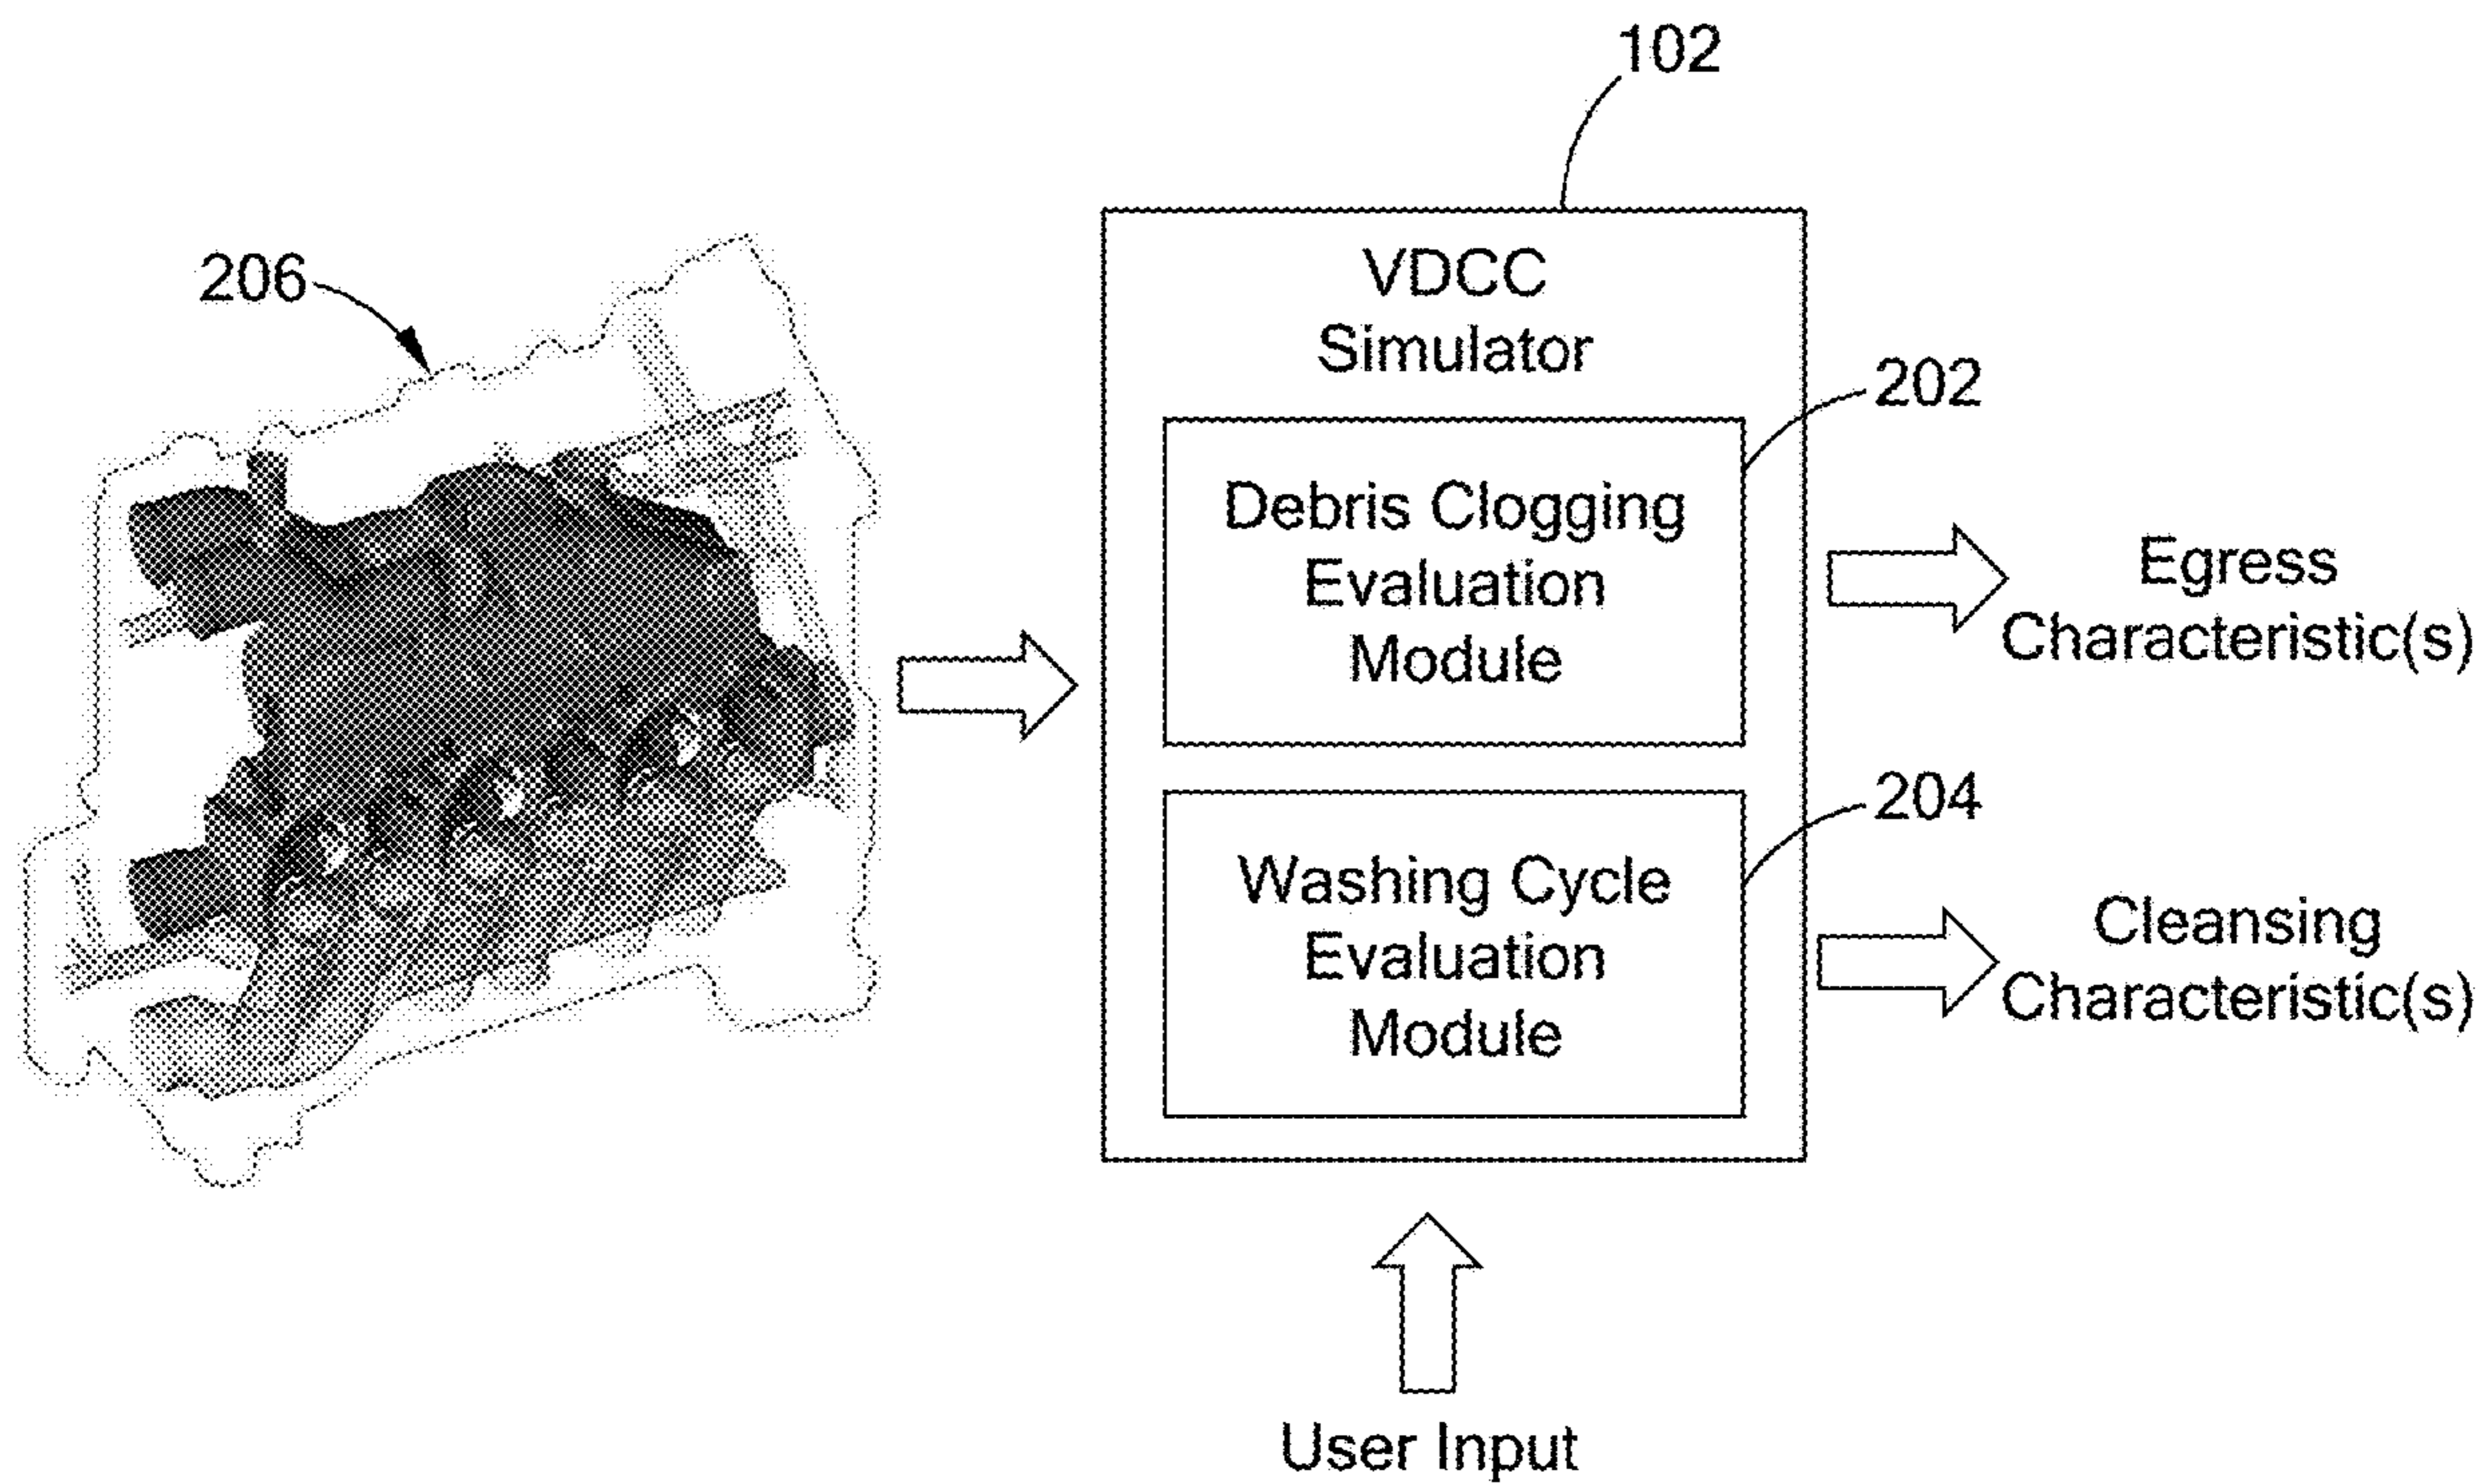 102
206
VDCC
Simulator
202
Debris Clogging
Evaluation
Module
Egress
Characteristic(s)
204
Washing Cycle
Evaluation
Module
Cleansing
Characteristic(s)
User Input